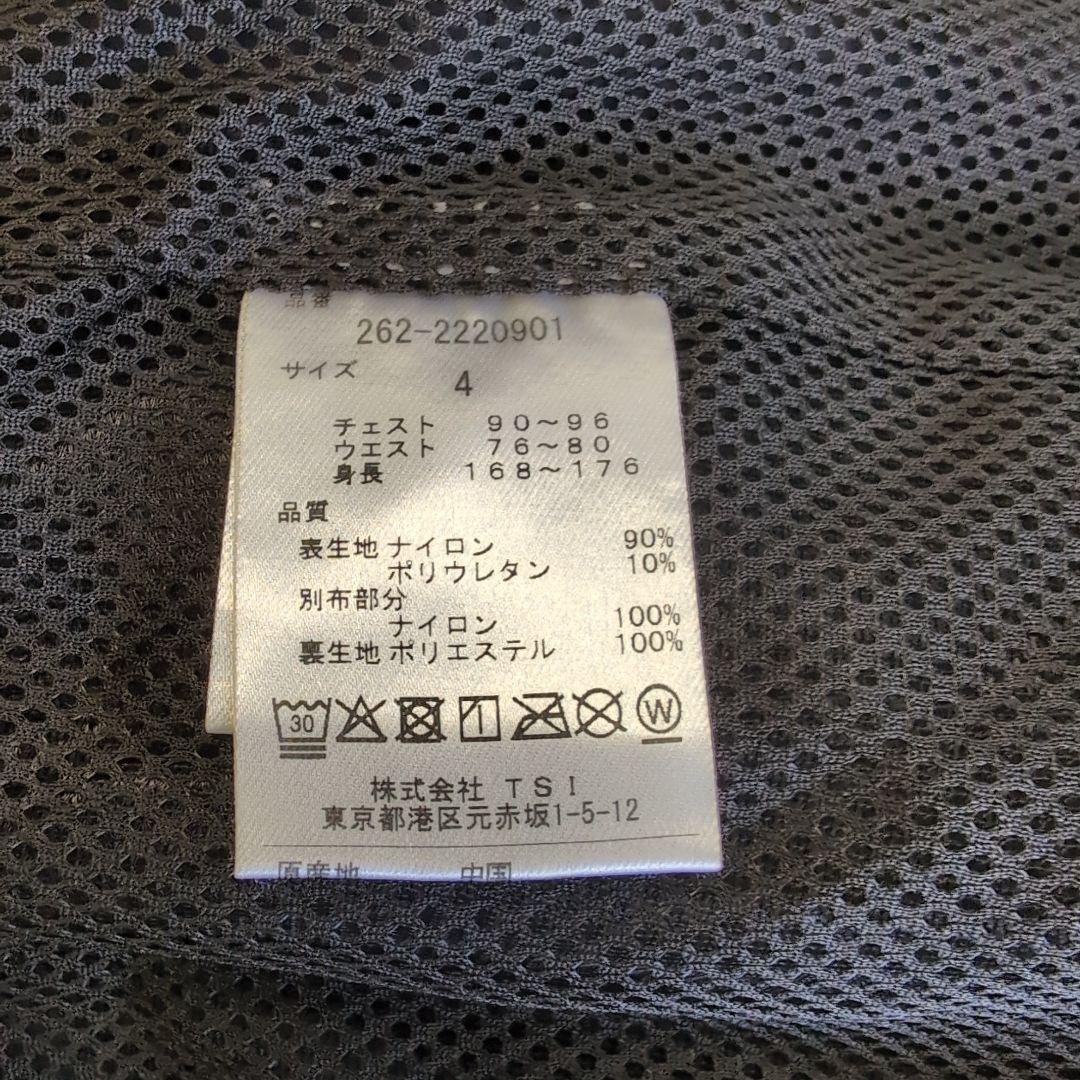 品番
262-2220901
サイズ 4
チェスト 90～96
ウエスト 76～80
身長 168～176
品質
表生地 ナイロン 90%
ポリウレタン 10%
別布部分
ナイロン 100%
裏生地 ポリエステル 100%
30 W
株式会社 TSI
東京都港区元赤坂1-5-12
原産地 中国